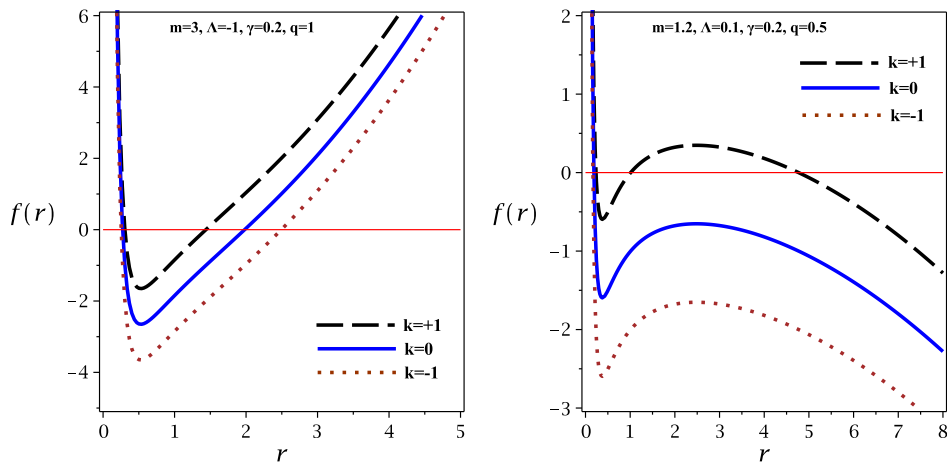 m=3, Λ=-1, γ=0.2, q=1
6
4
2
0
−2
−4
f(r)
k=+1
k=0
k=-1
0 1 2 3 4 5
r
m=1.2, Λ=0.1, γ=0.2, q=0.5
2
1
0
−1
−2
−3
f(r)
k=+1
k=0
k=-1
0 1 2 3 4 5 6 7 8
r